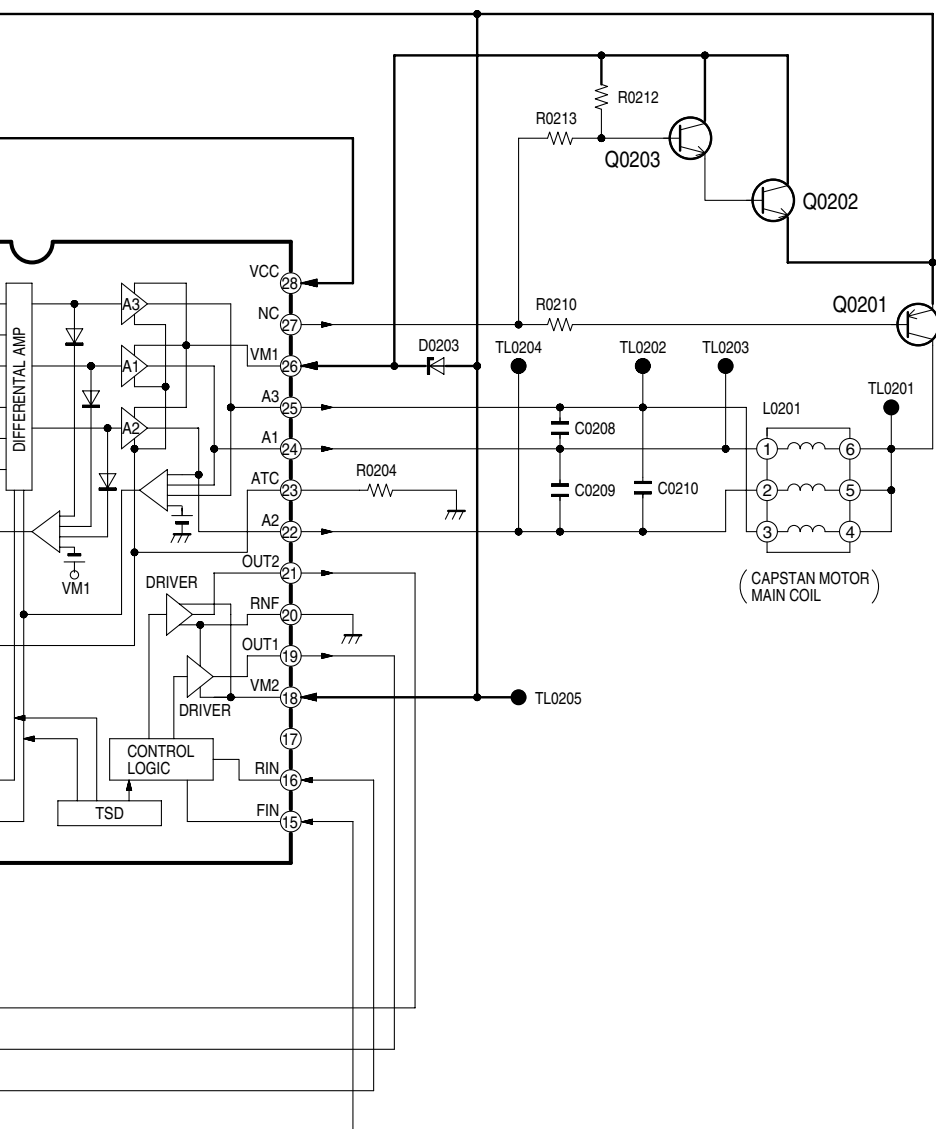 R0212
R0213
Q0203
Q0202
VCC
28
Q0201
DIFFERENTAL AMP
A3
NC
27
R0210
A1
VM1
26
D0203
TL0204
TL0202
TL0203
A2
A3
25
TL0201
L0201
C0208
A1
24
1
6
ATC
23
R0204
C0209
C0210
2
5
A2
22
3
4
VM1
OUT2
21
(CAPSTAN MOTOR
MAIN COIL)
DRIVER
RNF
20
OUT1
19
VM2
18
TL0205
DRIVER
17
CONTROL
LOGIC
RIN
16
TSD
FIN
15